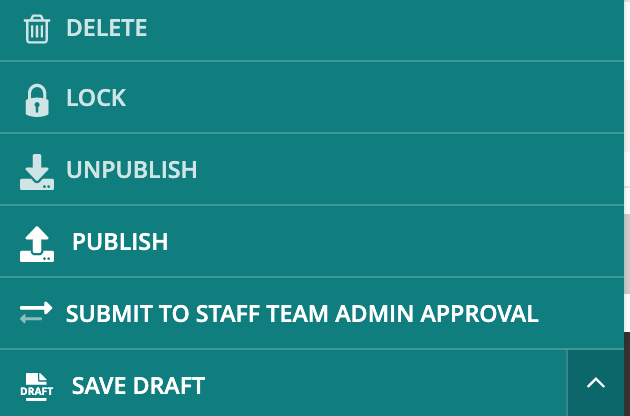 DELETE
LOCK
UNPUBLISH
PUBLISH
SUBMIT TO STAFF TEAM ADMIN APPROVAL
DRAFT SAVE DRAFT